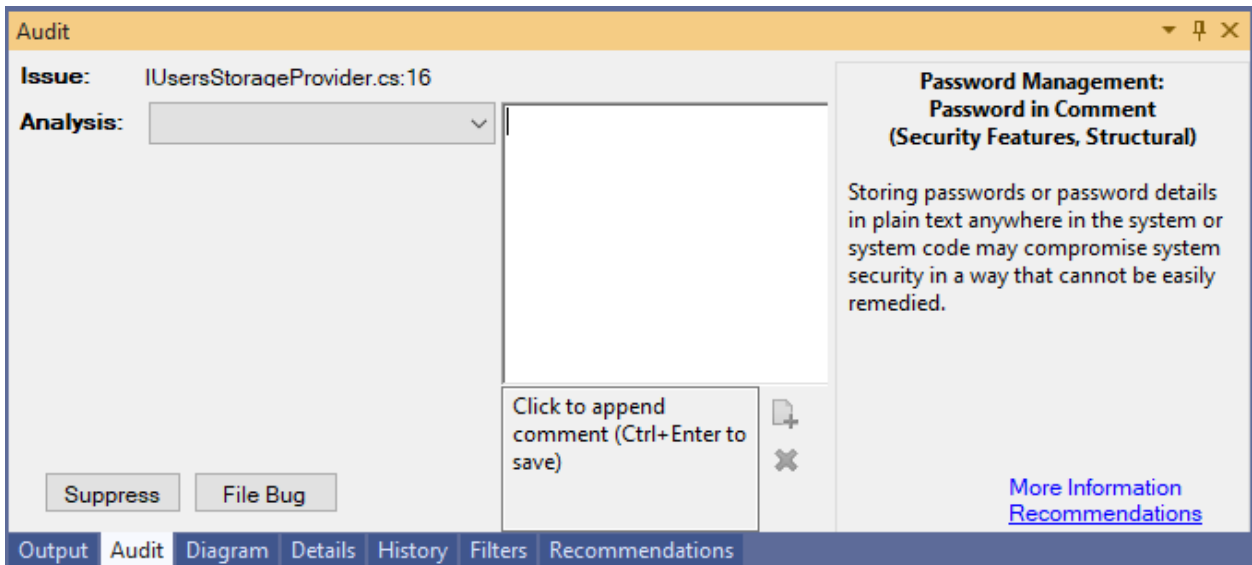 Audit
Issue: IUsersStorageProvider.cs:16
Analysis:
Password Management:
Password in Comment
(Security Features, Structural)
Storing passwords or password details
in plain text anywhere in the system or
system code may compromise system
security in a way that cannot be easily
remedied.
Click to append
comment (Ctrl+Enter to
save)
Suppress File Bug
More Information
Recommendations
Output Audit Diagram Details History Filters Recommendations